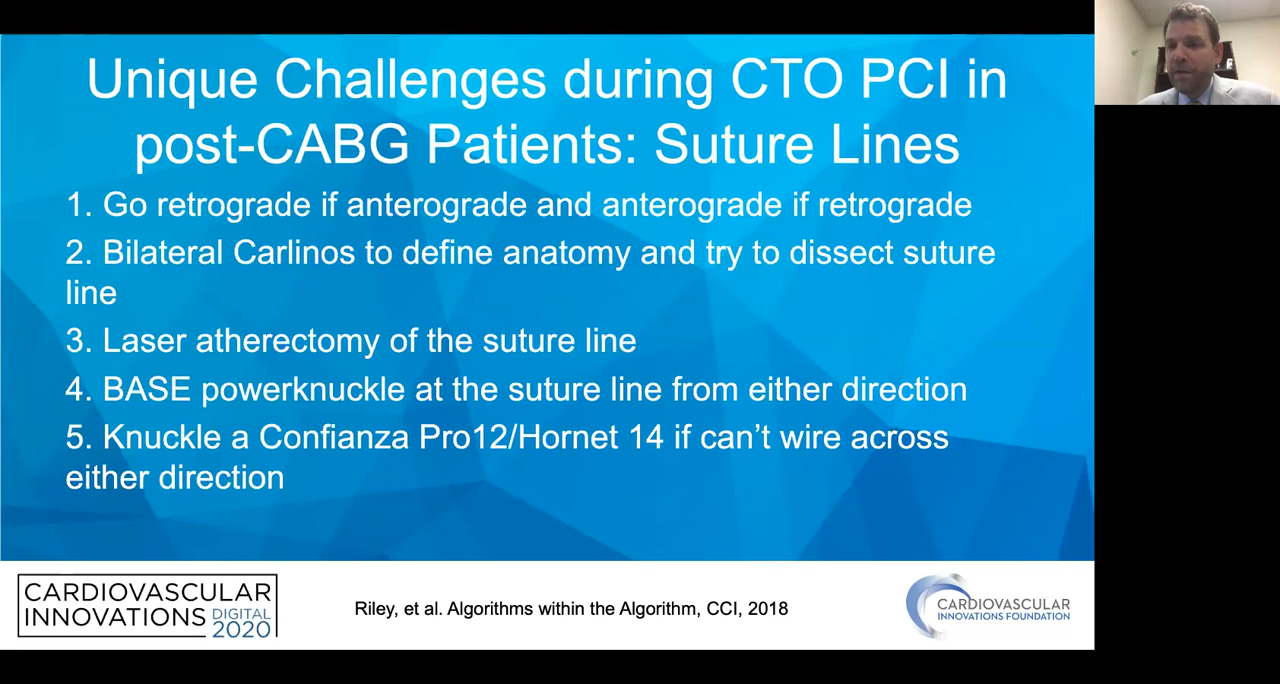 Unique Challenges during CTO PCI in
post-CABG Patients: Suture Lines
1. Go retrograde if anterograde and anterograde if retrograde
2. Bilateral Carlinos to define anatomy and try to dissect suture
line
3. Laser atherectomy of the suture line
4. BASE powerknuckle at the suture line from either direction
5. Knuckle a Confianza Pro12/Hornet 14 if can’t wire across
either direction
CARDIOVASCULAR
INNOVATIONS DIGITAL
2020
Riley, et al. Algorithms within the Algorithm, CCI, 2018
CARDIOVASCULAR
INNOVATIONS FOUNDATION